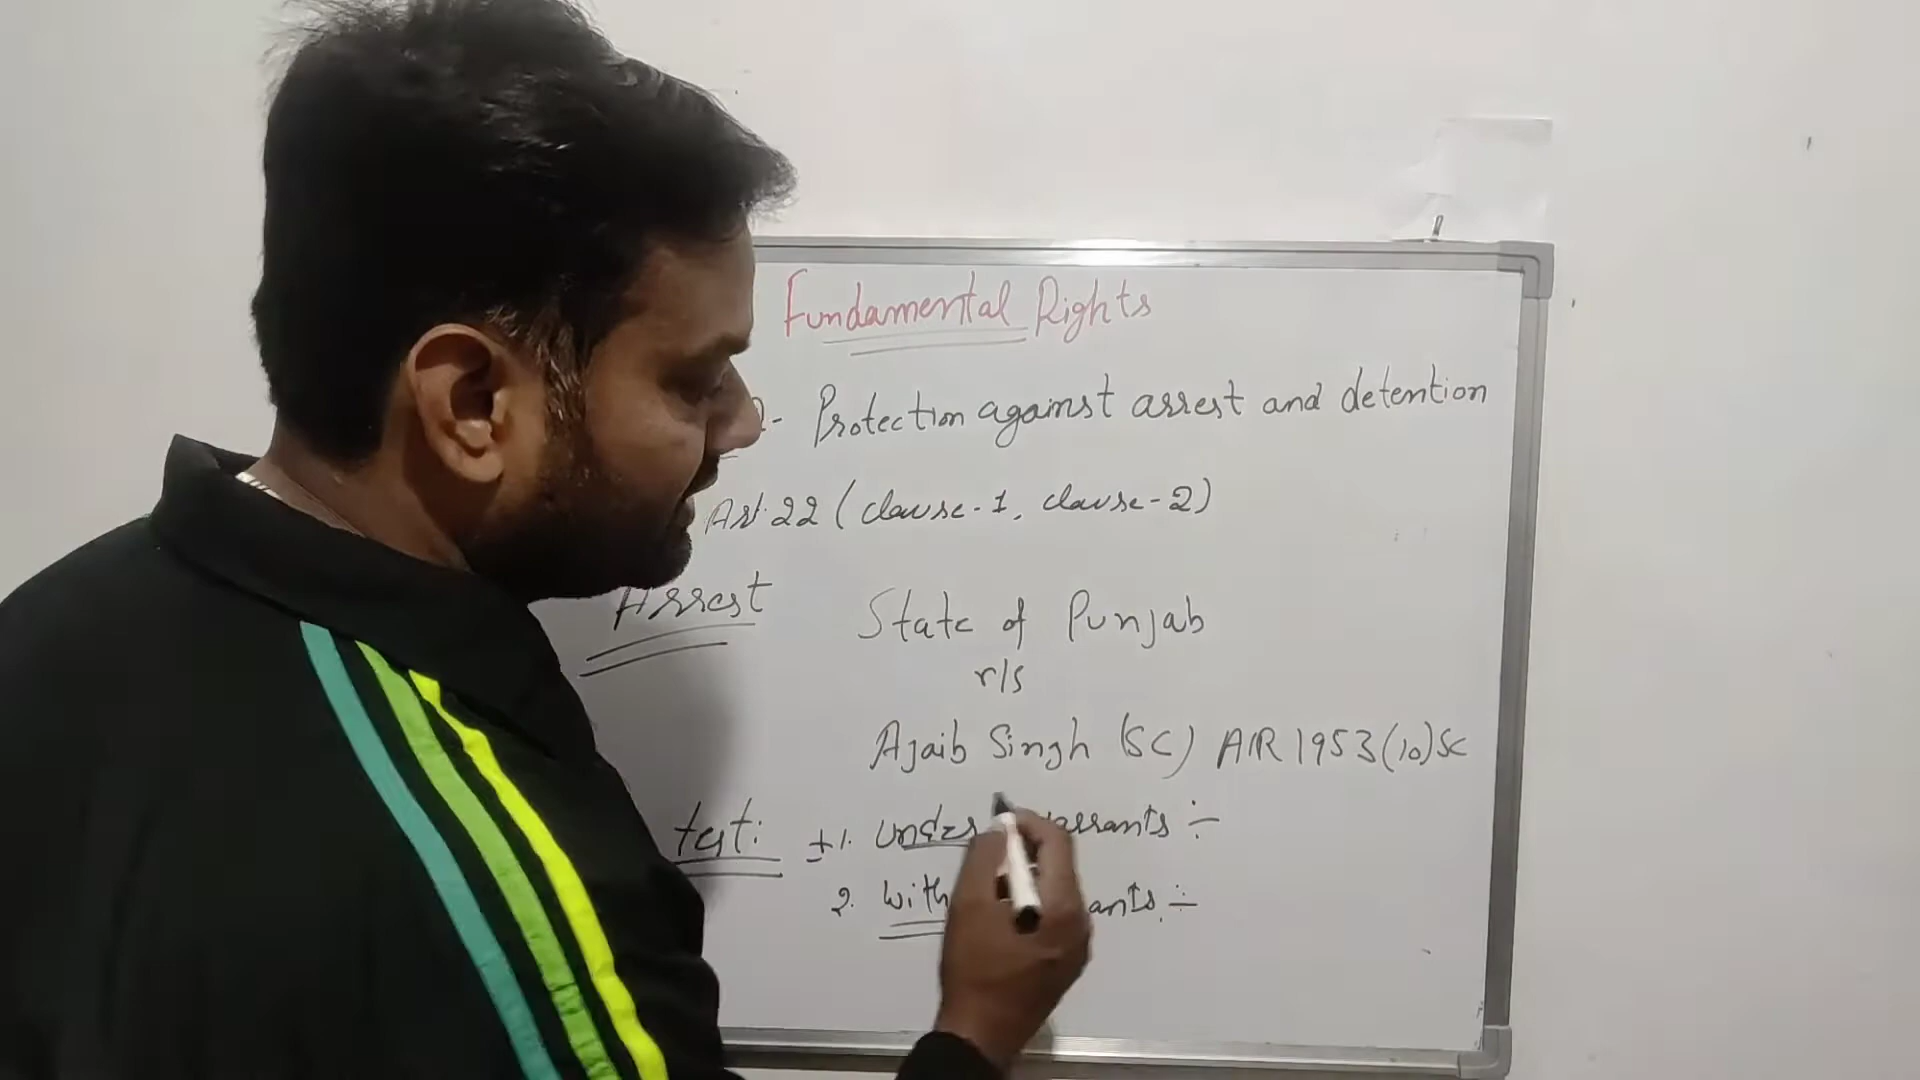 Fundamental Rights
2- Protection against arrest and detention
Art. 22 (clause-1, clause-2)
Arrest
State of Punjab
v/s
Ajaib Singh (SC) AIR 1953(10)SC
test: 1. Under
2.